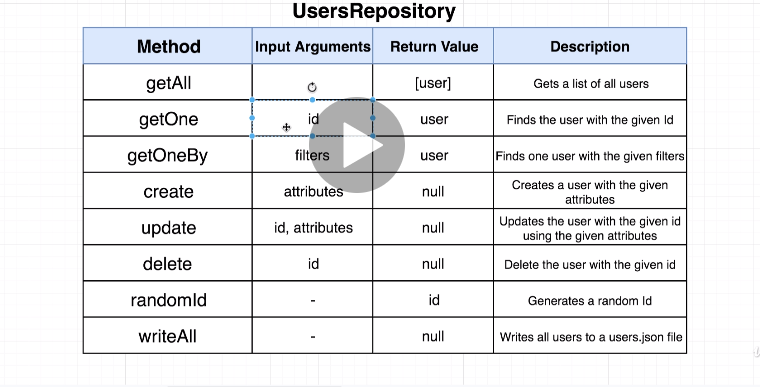 UsersRepository
Method Input Arguments Return Value Description
getAll [user] Gets a list of all users
getOne id user Finds the user with the given Id
getOneBy filters user Finds one user with the given filters
create attributes null Creates a user with the given
attributes
update id, attributes null Updates the user with the given id
using the given attributes
delete id null Delete the user with the given id
randomId - id Generates a random Id
writeAll - null Writes all users to a users.json file